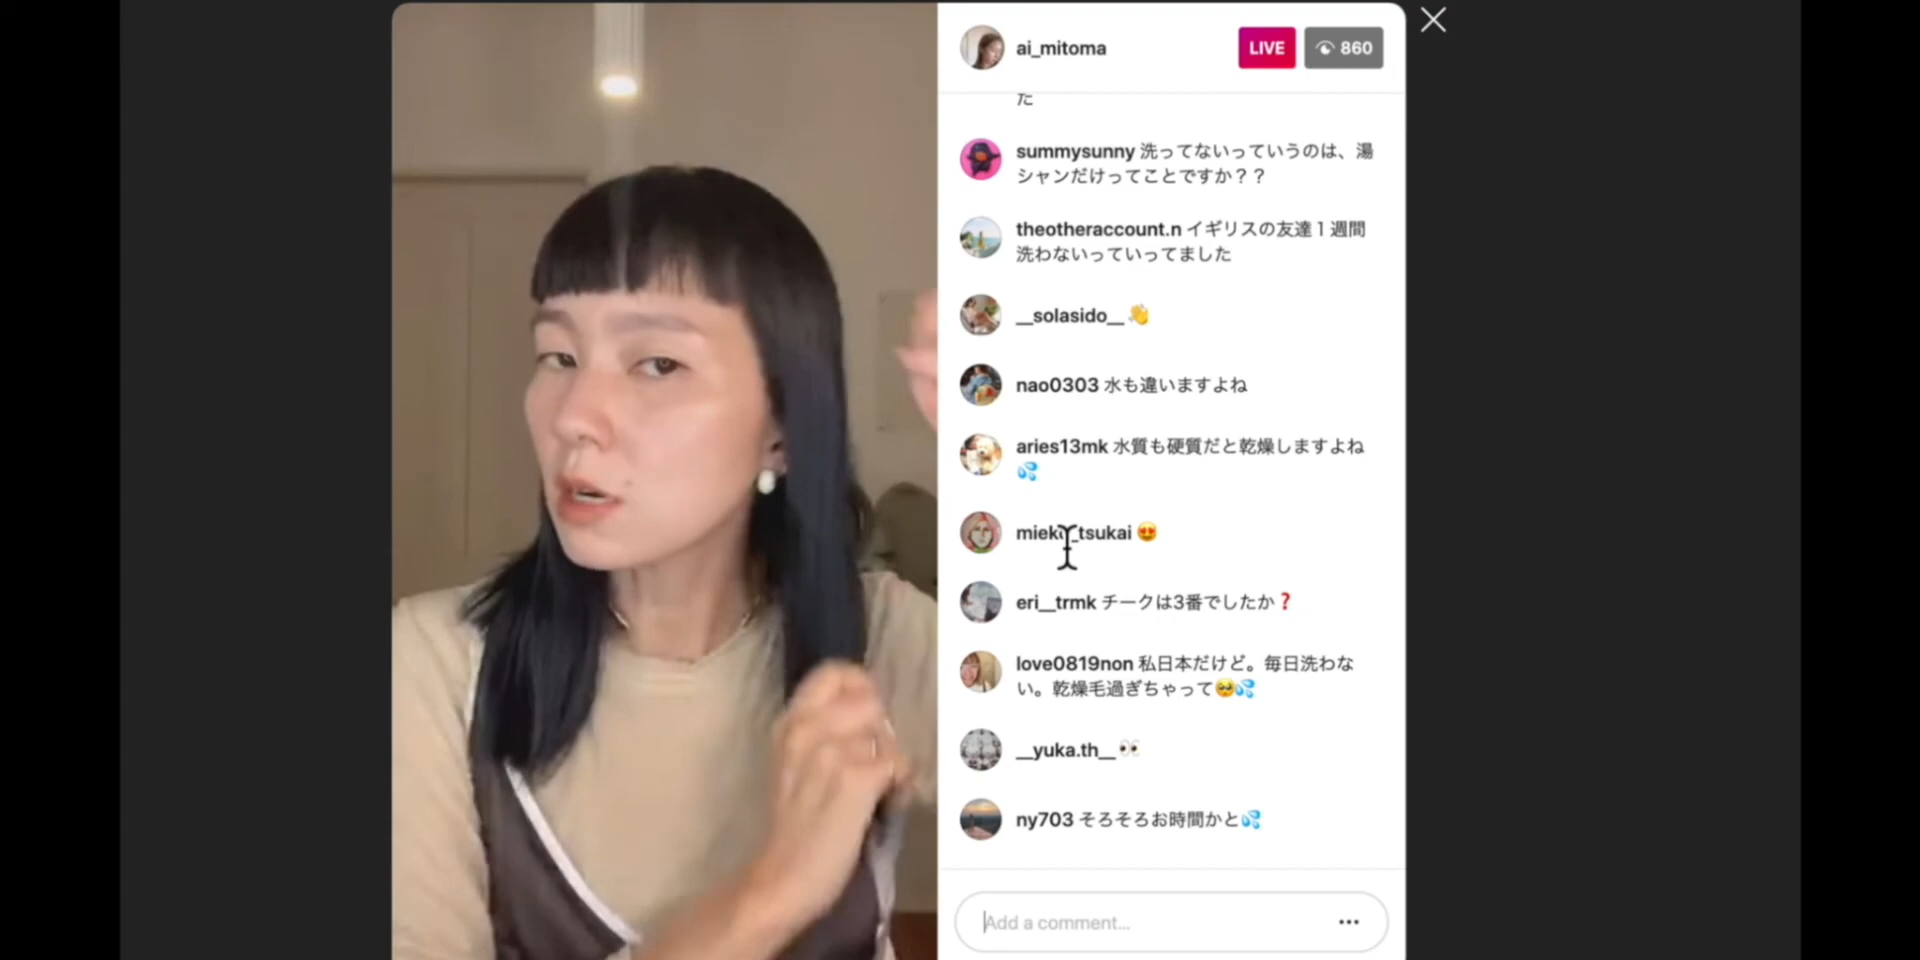 ai_mitoma
LIVE
860
た
summysunny 洗ってないっていうのは、湯
シャンだけってことですか？？
theotheraccount.n イギリスの友達１週間
洗わないっていってました
__solasido__ 👏
nao0303 水も違いますよね
aries13mk 水質も硬質だと乾燥しますよね
💦
_tsukai 😍
eri__trmk チークは3番でしたか❓
love0819non 私日本だけど。毎日洗わな
い。乾燥毛過ぎちゃって🥺💦
__yuka.th__ 👀
ny703 そろそろお時間かと💦
Add a comment...